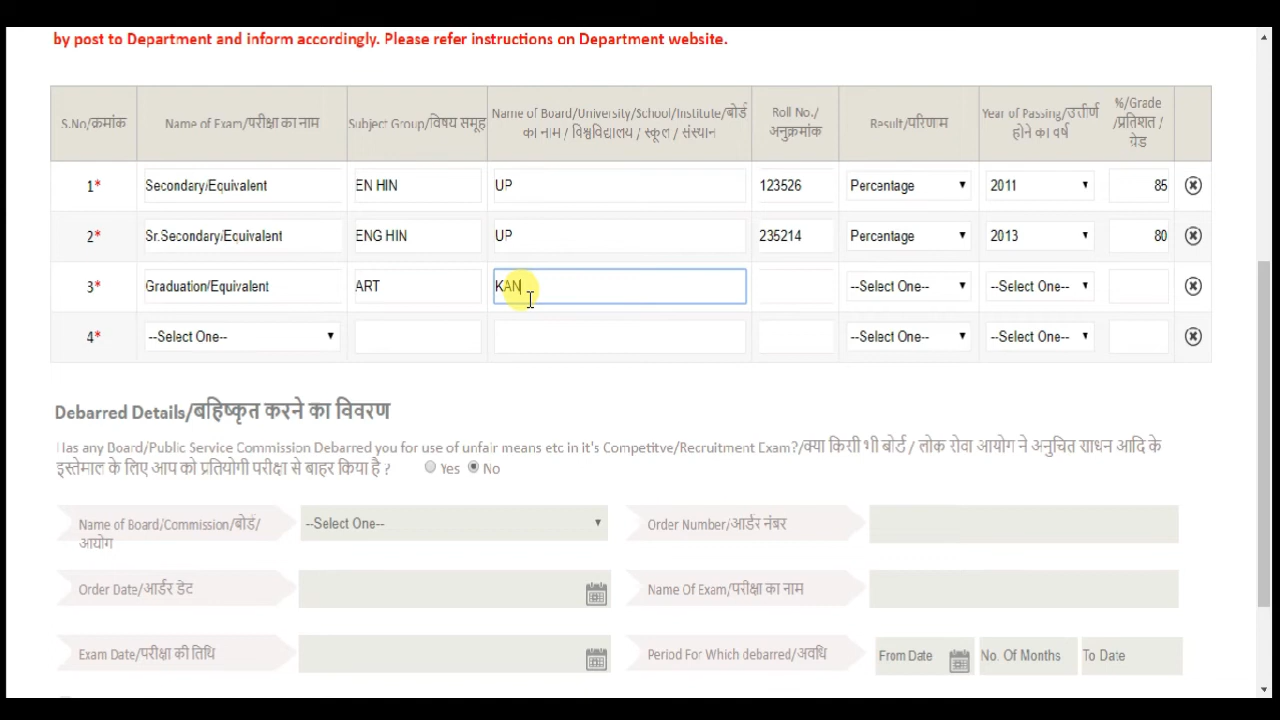 by post to Department and inform accordingly. Please refer instructions on Department website.
S.No/क्रमांक
Name of Exam/परीक्षा का नाम
Subject Group/विषय समूह
Name of Board/University/School/Institute/बोर्ड
का नाम / विश्वविद्यालय / स्कूल / संस्थान
Roll No./
अनुक्रमांक
Result/परिणाम
Year of Passing/उत्तीर्ण
होने का वर्ष
%/Grade
/प्रतिशत /
ग्रेड
1* Secondary/Equivalent EN HIN UP 123526 Percentage 2011 85
2* Sr.Secondary/Equivalent ENG HIN UP 235214 Percentage 2013 80
3* Graduation/Equivalent ART KAN --Select One-- --Select One--
4* --Select One-- --Select One-- --Select One--
Debarred Details/बहिष्कृत करने का विवरण
Has any Board/Public Service Commission Debarred you for use of unfair means etc in it's Competitve/Recruitment Exam?/क्या किसी भी बोर्ड / लोक सेवा आयोग ने अनुचित साधन आदि के
इस्तेमाल के लिए आप को प्रतियोगी परीक्षा से बाहर किया है ? Yes No
Name of Board/Commission/बोर्ड/
आयोग
--Select One--
Order Number/आर्डर नंबर
Order Date/आर्डर डेट
Name Of Exam/परीक्षा का नाम
Exam Date/परीक्षा की तिथि
Period For Which debarred/अवधि
From Date No. Of Months To Date